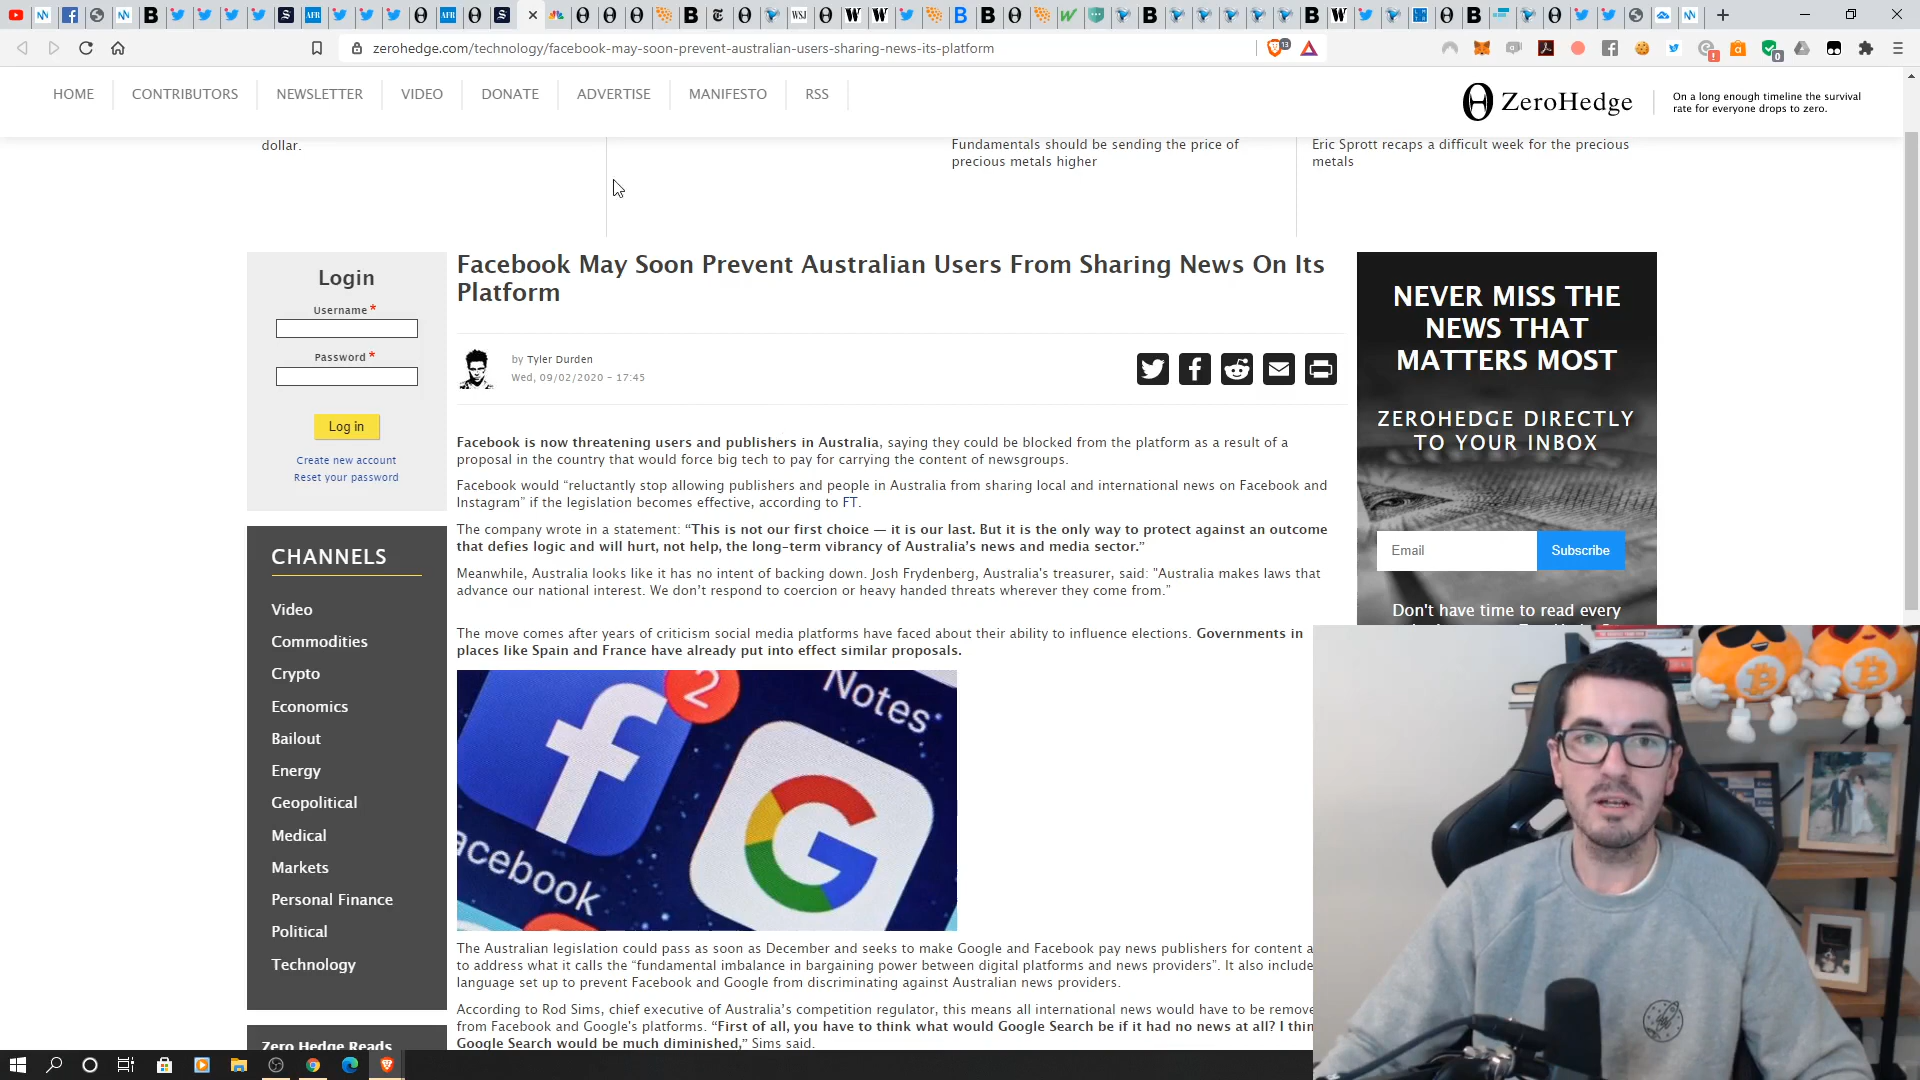 zerohedge.com/technology/facebook-may-soon-prevent-australian-users-sharing-news-its-platform
HOME
CONTRIBUTORS
NEWSLETTER
VIDEO
DONATE
ADVERTISE
MANIFESTO
RSS
ZeroHedge
On a long enough timeline the survival
rate for everyone drops to zero.
dollar.
Fundamentals should be sending the price of
precious metals higher
Eric Sprott recaps a difficult week for the precious
metals
Login
Username *
Password *
Log in
Create new account
Reset your password
CHANNELS
Video
Commodities
Crypto
Economics
Bailout
Energy
Geopolitical
Medical
Markets
Personal Finance
Political
Technology
Zero Hedge Reads
Facebook May Soon Prevent Australian Users From Sharing News On Its
Platform
by Tyler Durden
Wed, 09/02/2020 - 17:45
Facebook is now threatening users and publishers in Australia, saying they could be blocked from the platform as a result of a
proposal in the country that would force big tech to pay for carrying the content of newsgroups.
Facebook would “reluctantly stop allowing publishers and people in Australia from sharing local and international news on Facebook and
Instagram” if the legislation becomes effective, according to FT.
The company wrote in a statement: “This is not our first choice — it is our last. But it is the only way to protect against an outcome
that defies logic and will hurt, not help, the long-term vibrancy of Australia’s news and media sector.”
Meanwhile, Australia looks like it has no intent of backing down. Josh Frydenberg, Australia's treasurer, said: "Australia makes laws that
advance our national interest. We don’t respond to coercion or heavy handed threats wherever they come from.”
The move comes after years of criticism social media platforms have faced about their ability to influence elections. Governments in
places like Spain and France have already put into effect similar proposals.
2
Notes
acebook
The Australian legislation could pass as soon as December and seeks to make Google and Facebook pay news publishers for content a
to address what it calls the “fundamental imbalance in bargaining power between digital platforms and news providers”. It also include
language set up to prevent Facebook and Google from discriminating against Australian news providers.
According to Rod Sims, chief executive of Australia’s competition regulator, this means all international news would have to be remove
from Facebook and Google's platforms. “First of all, you have to think what would Google Search be if it had no news at all? I thin
Google Search would be much diminished,” Sims said.
NEVER MISS THE
NEWS THAT
MATTERS MOST
ZEROHEDGE DIRECTLY
TO YOUR INBOX
Email
Subscribe
Don't have time to read every